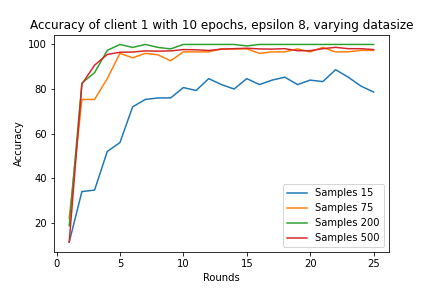 Accuracy of client 1 with 10 epochs, epsilon 8, varying datasize
100
80
60
40
20
Accuracy
0
5
10
15
20
25
Rounds
Samples 15
Samples 75
Samples 200
Samples 500